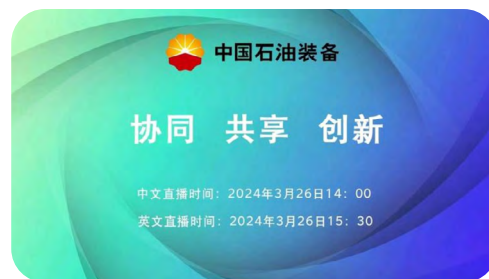 中国石油装备
协同 共享 创新
中文直播时间：2024年3月26日14：00
英文直播时间：2024年3月26日15：30